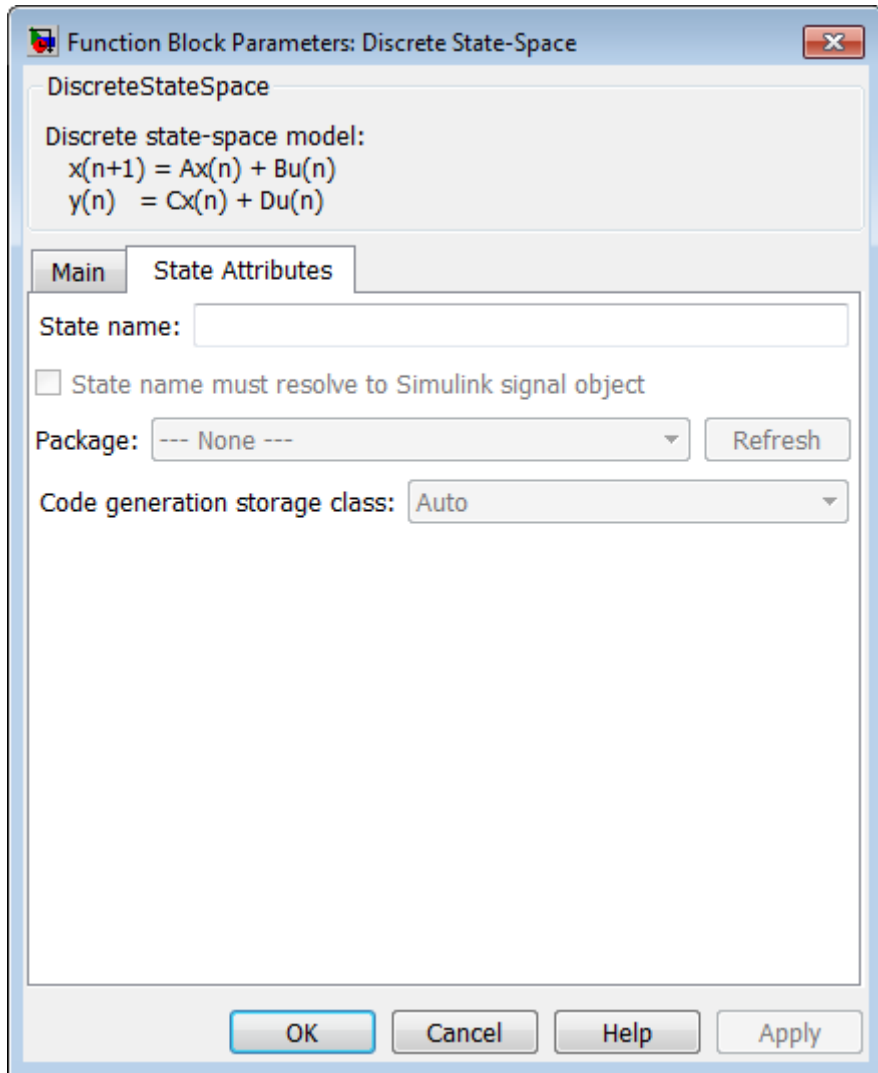 Function Block Parameters: Discrete State-Space
DiscreteStateSpace
Discrete state-space model:
x(n+1) = Ax(n) + Bu(n)
y(n) = Cx(n) + Du(n)
Main State Attributes
State name:
State name must resolve to Simulink signal object
Package: --- None --- Refresh
Code generation storage class: Auto
OK Cancel Help Apply